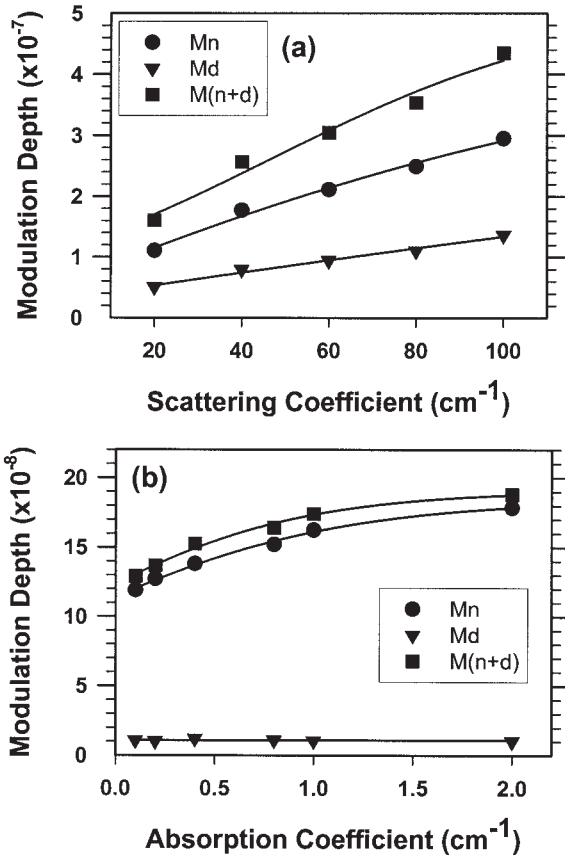 Modulation Depth (x10-7)
5
4
3
2
1
0
Mn
Md
M(n+d)
(a)
20 40 60 80 100
Scattering Coefficient (cm-1)
Modulation Depth (x10-8)
20
15
10
5
0
(b)
Mn
Md
M(n+d)
0.0 0.5 1.0 1.5 2.0
Absorption Coefficient (cm-1)